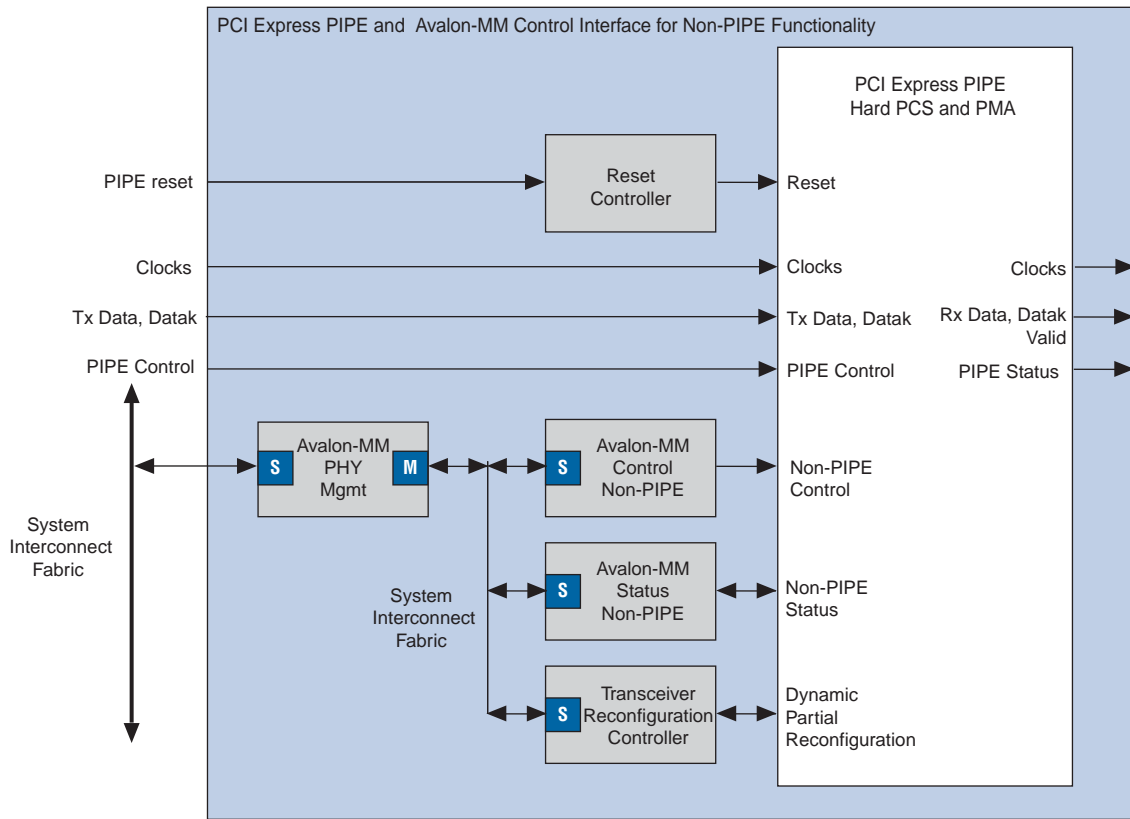 PCI Express PIPE and Avalon-MM Control Interface for Non-PIPE Functionality
PCI Express PIPE
Hard PCS and PMA
PIPE reset
Reset
Controller
Reset
Clocks
Clocks
Clocks
Tx Data, Datak
Tx Data, Datak
Rx Data, Datak
Valid
PIPE Control
PIPE Control
PIPE Status
S
Avalon-MM
PHY
Mgmt
M
S
Avalon-MM
Control
Non-PIPE
Non-PIPE
Control
System
Interconnect
Fabric
System
Interconnect
Fabric
S
Avalon-MM
Status
Non-PIPE
Non-PIPE
Status
S
Transceiver
Reconfiguration
Controller
Dynamic
Partial
Reconfiguration